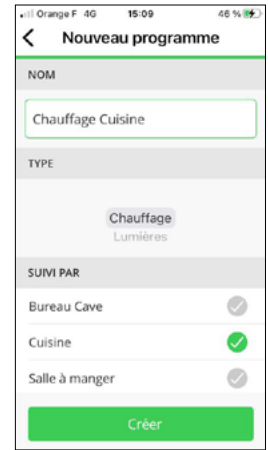 Orange F 4G 15:09 46 %
Nouveau programme
NOM
Chauffage Cuisine
TYPE
Chauffage
Lumières
SUIVI PAR
Bureau Cave
Cuisine
Salle à manger
Créer